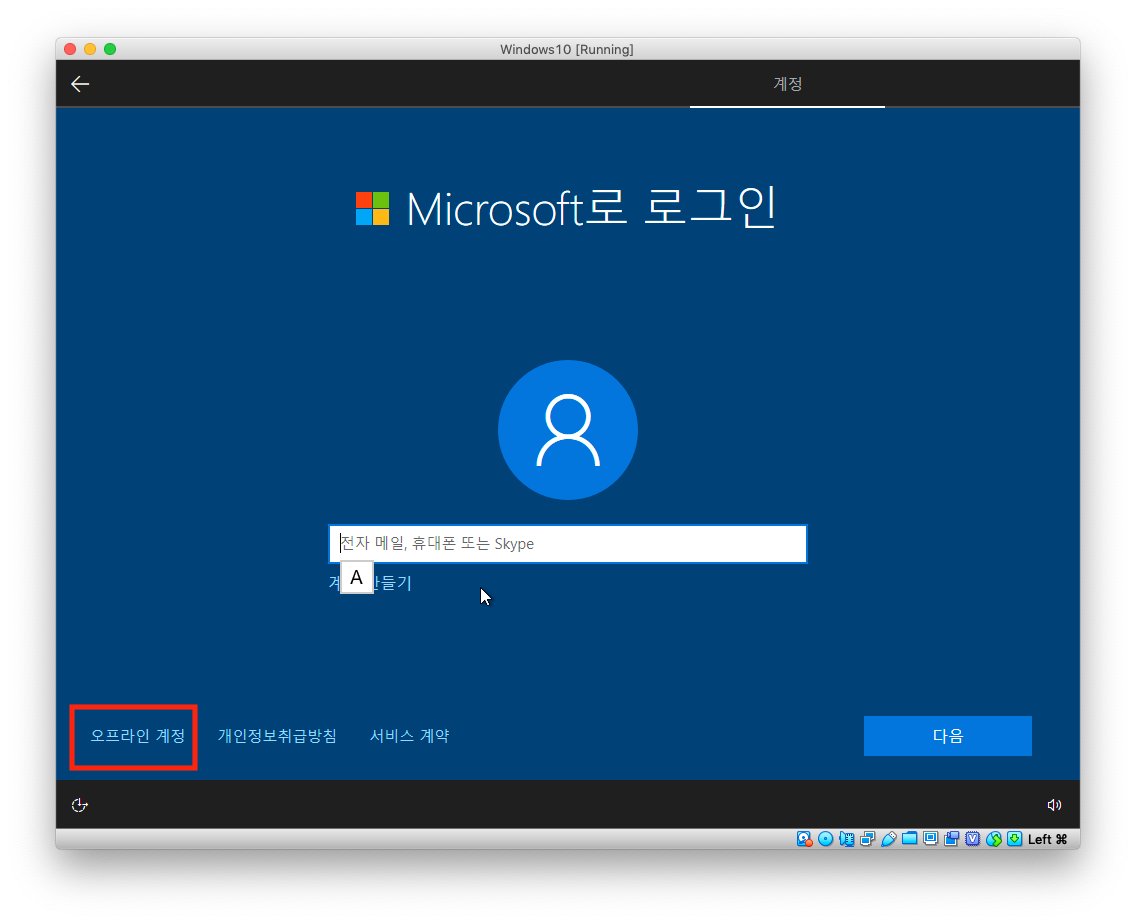 Windows10 [Running]
계정
Microsoft로 로그인
전자 메일, 휴대폰 또는 Skype
A
만들기
오프라인 계정 개인정보취급방침 서비스 계약 다음
Left ⌘